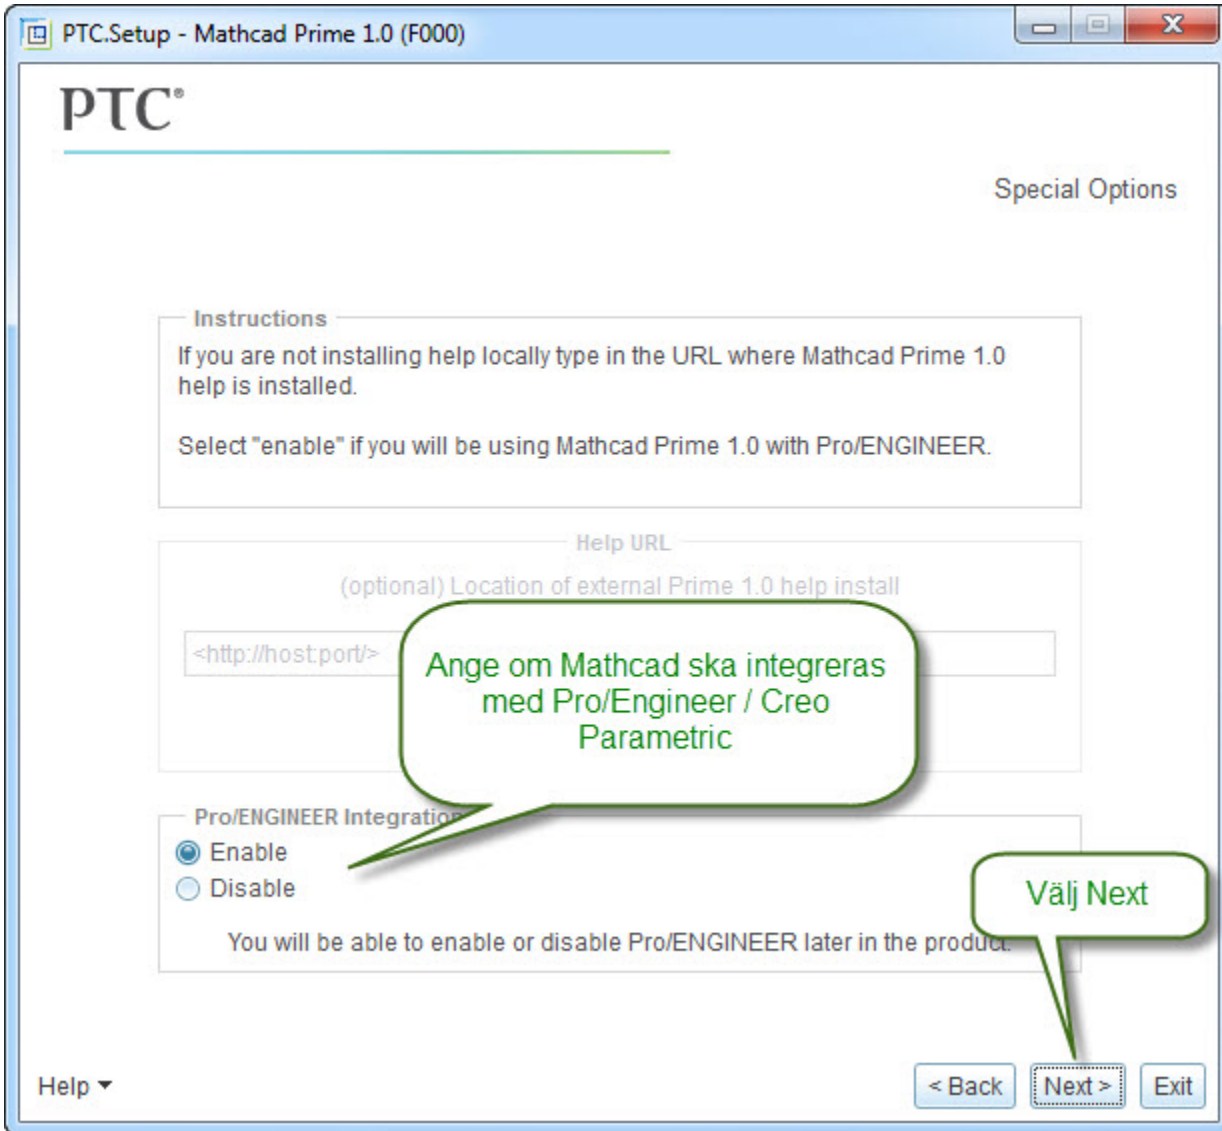 PTC.Setup - Mathcad Prime 1.0 (F000)
PTC®
Special Options
Instructions
If you are not installing help locally type in the URL where Mathcad Prime 1.0
help is installed.
Select "enable" if you will be using Mathcad Prime 1.0 with Pro/ENGINEER.
Help URL
(optional) Location of external Prime 1.0 help install
<http://host:port/>
Ange om Mathcad ska integreras
med Pro/Engineer / Creo
Parametric
Pro/ENGINEER Integration
Enable
Disable
Välj Next
You will be able to enable or disable Pro/ENGINEER later in the product.
Help
< Back
Next >
Exit